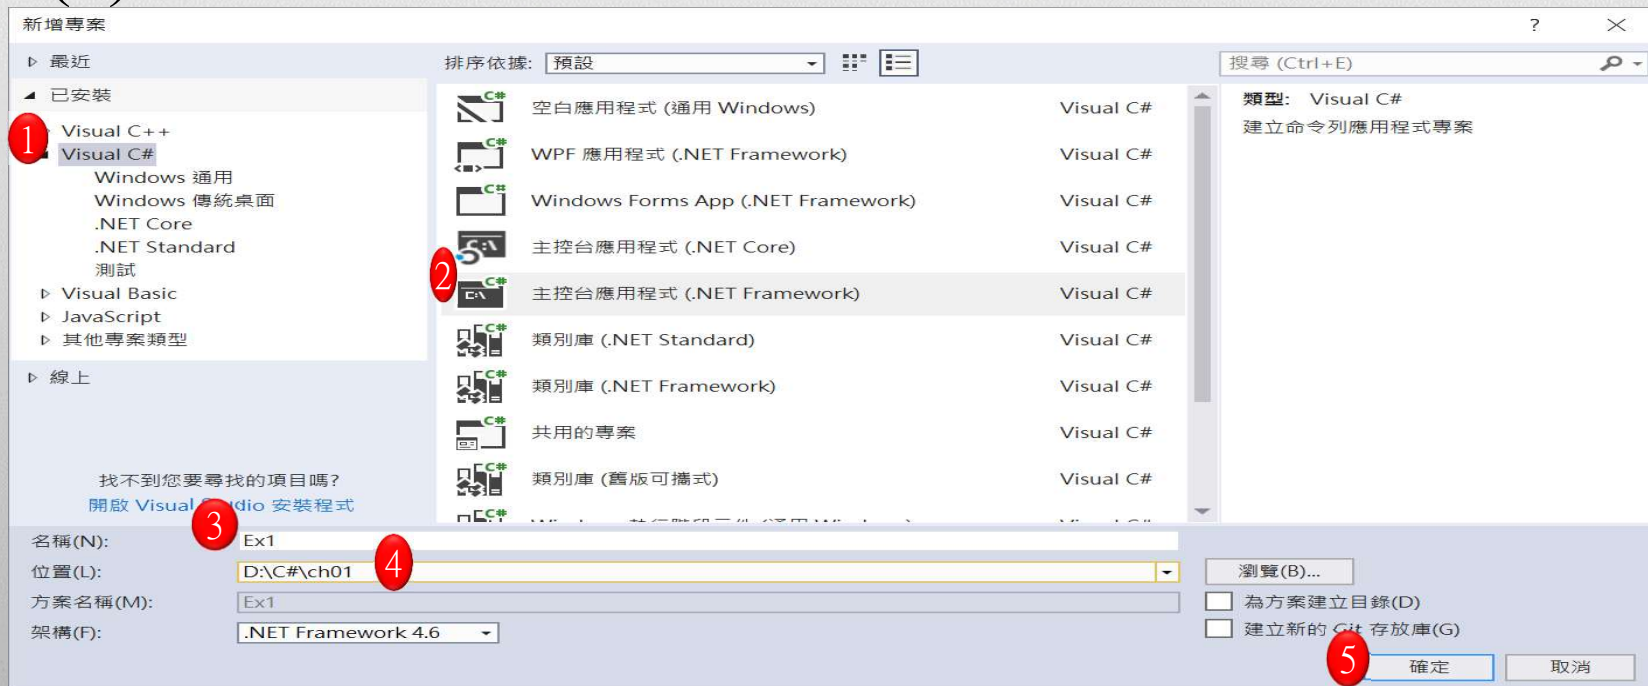 新增專案
?
最近
已安裝
1
Visual C++
Visual C#
Windows 通用
Windows 傳統桌面
.NET Core
.NET Standard
測試
Visual Basic
JavaScript
其他專案類型
線上
找不到您要尋找的項目嗎?
開啟 Visual Studio 安裝程式
排序依據: 預設
空白應用程式 (通用 Windows) Visual C#
WPF 應用程式 (.NET Framework) Visual C#
Windows Forms App (.NET Framework) Visual C#
主控台應用程式 (.NET Core) Visual C#
2
主控台應用程式 (.NET Framework) Visual C#
類別庫 (.NET Standard) Visual C#
類別庫 (.NET Framework) Visual C#
共用的專案 Visual C#
類別庫 (舊版可攜式) Visual C#
搜尋 (Ctrl+E)
類型: Visual C#
建立命令列應用程式專案
3
名稱(N): Ex1
4
位置(L): D:\C#\ch01
瀏覽(B)...
方案名稱(M): Ex1
為方案建立目錄(D)
架構(F): .NET Framework 4.6
建立新的 Git 存放庫(G)
5
確定
取消